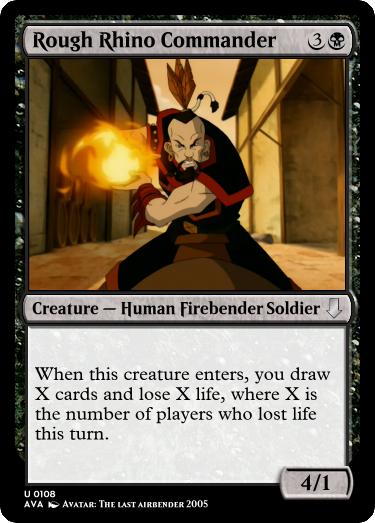 Rough Rhino Commander 3
Creature — Human Firebender Soldier
When this creature enters, you draw
X cards and lose X life, where X is
the number of players who lost life
this turn.
4/1
U 0108
AVA Avatar: The last airbender 2005